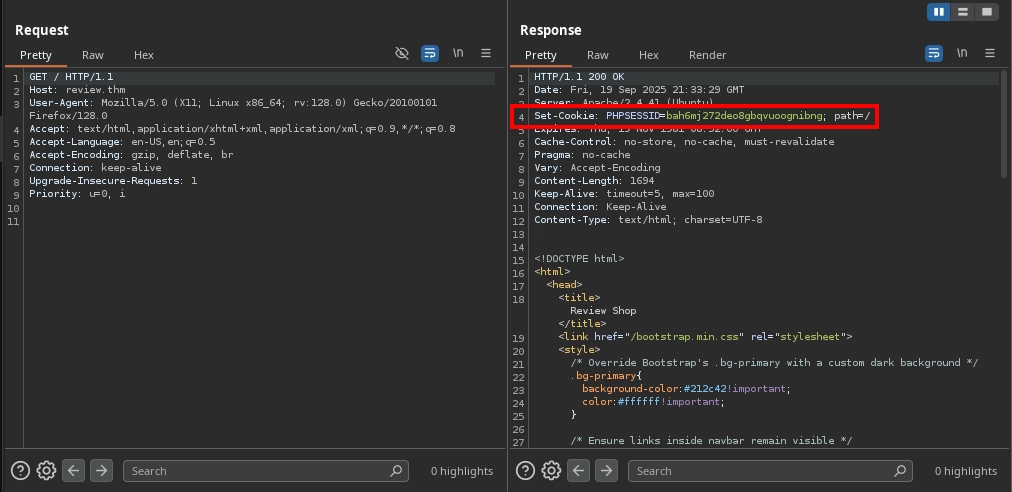 Request
Pretty Raw Hex \n
1 GET / HTTP/1.1
2 Host: review.thm
3 User-Agent: Mozilla/5.0 (X11; Linux x86_64; rv:128.0) Gecko/20100101
Firefox/128.0
4 Accept: text/html,application/xhtml+xml,application/xml;q=0.9,*/*;q=0.8
5 Accept-Language: en-US,en;q=0.5
6 Accept-Encoding: gzip, deflate, br
7 Connection: keep-alive
8 Upgrade-Insecure-Requests: 1
9 Priority: u=0, i
10
11
Search 0 highlights
Response
Pretty Raw Hex Render \n
1 HTTP/1.1 200 OK
2 Date: Fri, 19 Sep 2025 21:33:29 GMT
3 Server: Apache/2.4.41 (Ubuntu)
4 Set-Cookie: PHPSESSID=bah6mj272deo8gbqvuoognibng; path=/
5 Expires: Thu, 19 Nov 1981 08:52:00 GMT
6 Cache-Control: no-store, no-cache, must-revalidate
7 Pragma: no-cache
8 Vary: Accept-Encoding
9 Content-Length: 1694
10 Keep-Alive: timeout=5, max=100
11 Connection: Keep-Alive
12 Content-Type: text/html; charset=UTF-8
13
14
15 <!DOCTYPE html>
16 <html>
17 <head>
18 <title>
Review Shop
</title>
19 <link href="/bootstrap.min.css" rel="stylesheet">
20 <style>
21 /* Override Bootstrap's .bg-primary with a custom dark background */
22 .bg-primary{
23 background-color:#212c42!important;
24 color:#ffffff!important;
25 }
26
27 /* Ensure links inside navbar remain visible */
Search 0 highlights